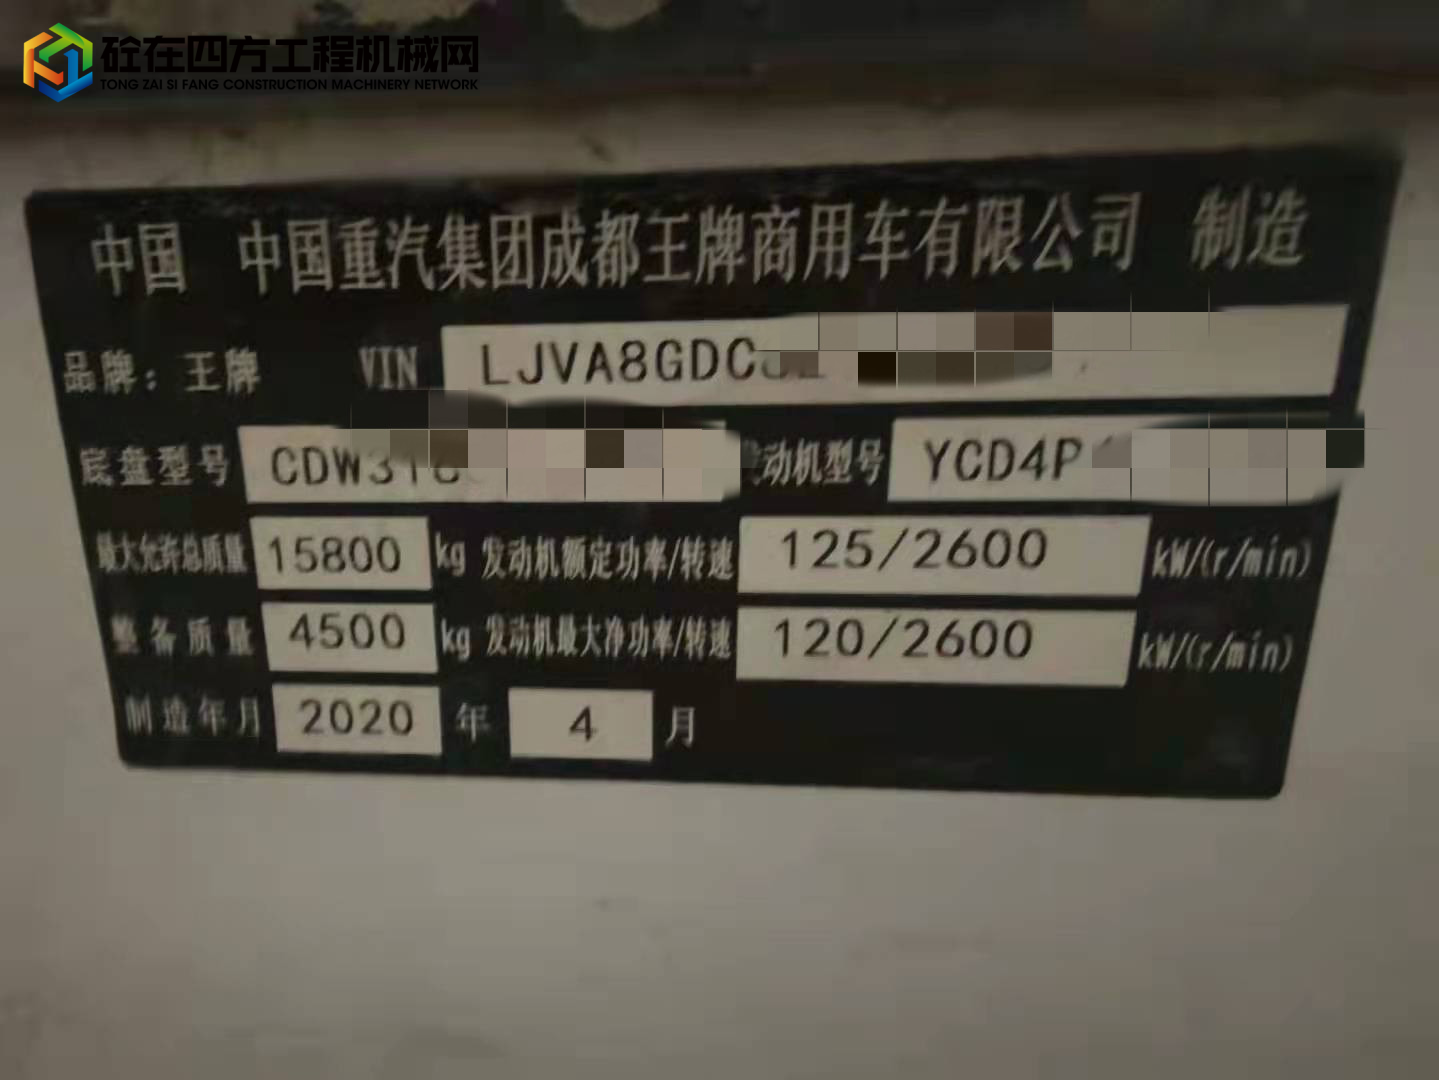 砼在四方工程机械网
TONG ZAI SI FANG CONSTRUCTION MACHINERY NETWORK
中国 中国重汽集团成都王牌商用车有限公司 制造
品牌：王牌 VIN LJVA8GDC
底盘型号 CDW31 发动机型号 YCD4P
最大允许总质量 15800 kg 发动机额定功率/转速 125/2600 kW/(r/min)
整备质量 4500 kg 发动机最大净功率/转速 120/2600 kW/(r/min)
制造年月 2020 年 4 月